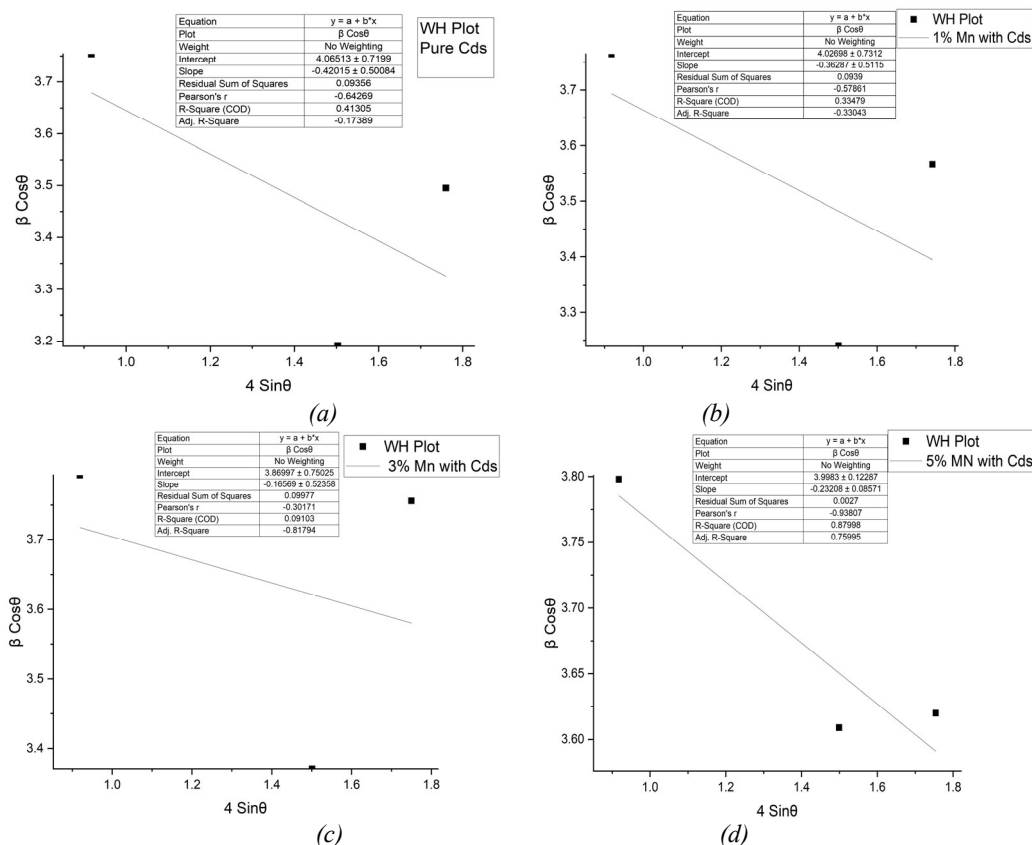 Equation y = a + b*x
Plot β Cosθ
Weight No Weighting
Intercept 4.06513 ± 0.7199
Slope -0.42015 ± 0.50084
Residual Sum of Squares 0.09356
Pearson's r -0.64269
R-Square (COD) 0.41305
Adj. R-Square -0.17389
WH Plot
Pure Cds
3.7
3.6
3.5
3.4
3.3
3.2
β Cosθ
1.0 1.2 1.4 1.6 1.8
4 Sinθ
(a)
Equation y = a + b*x
Plot β Cosθ
Weight No Weighting
Intercept 4.02698 ± 0.7312
Slope -0.36287 ± 0.5115
Residual Sum of Squares 0.0939
Pearson's r -0.57861
R-Square (COD) 0.33479
Adj. R-Square -0.33043
WH Plot
1% Mn with Cds
3.7
3.6
3.5
3.4
3.3
β Cosθ
1.0 1.2 1.4 1.6 1.8
4 Sinθ
(b)
Equation y = a + b*x
Plot β Cosθ
Weight No Weighting
Intercept 3.86997 ± 0.75025
Slope -0.16569 ± 0.52358
Residual Sum of Squares 0.09977
Pearson's r -0.30171
R-Square (COD) 0.09103
Adj. R-Square -0.81794
WH Plot
3% Mn with Cds
3.7
3.6
3.5
3.4
β Cosθ
1.0 1.2 1.4 1.6 1.8
4 Sinθ
(c)
Equation y = a + b*x
Plot β Cosθ
Weight No Weighting
Intercept 3.9983 ± 0.12287
Slope -0.23208 ± 0.08571
Residual Sum of Squares 0.0027
Pearson's r -0.93807
R-Square (COD) 0.87998
Adj. R-Square 0.75995
WH Plot
5% MN with Cds
3.80
3.75
3.70
3.65
3.60
β Cosθ
1.0 1.2 1.4 1.6 1.8
4 Sinθ
(d)